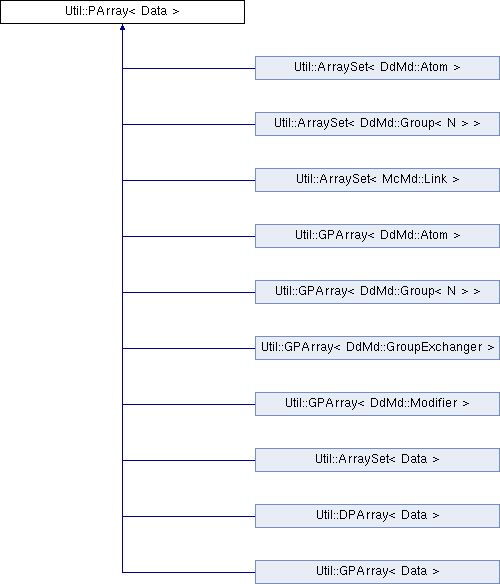 Util::PArray< Data >
Util::ArraySet< DdMd::Atom >
Util::ArraySet< DdMd::Group< N > >
Util::ArraySet< McMd::Link >
Util::GPArray< DdMd::Atom >
Util::GPArray< DdMd::Group< N > >
Util::GPArray< DdMd::GroupExchanger >
Util::GPArray< DdMd::Modifier >
Util::ArraySet< Data >
Util::DPArray< Data >
Util::GPArray< Data >